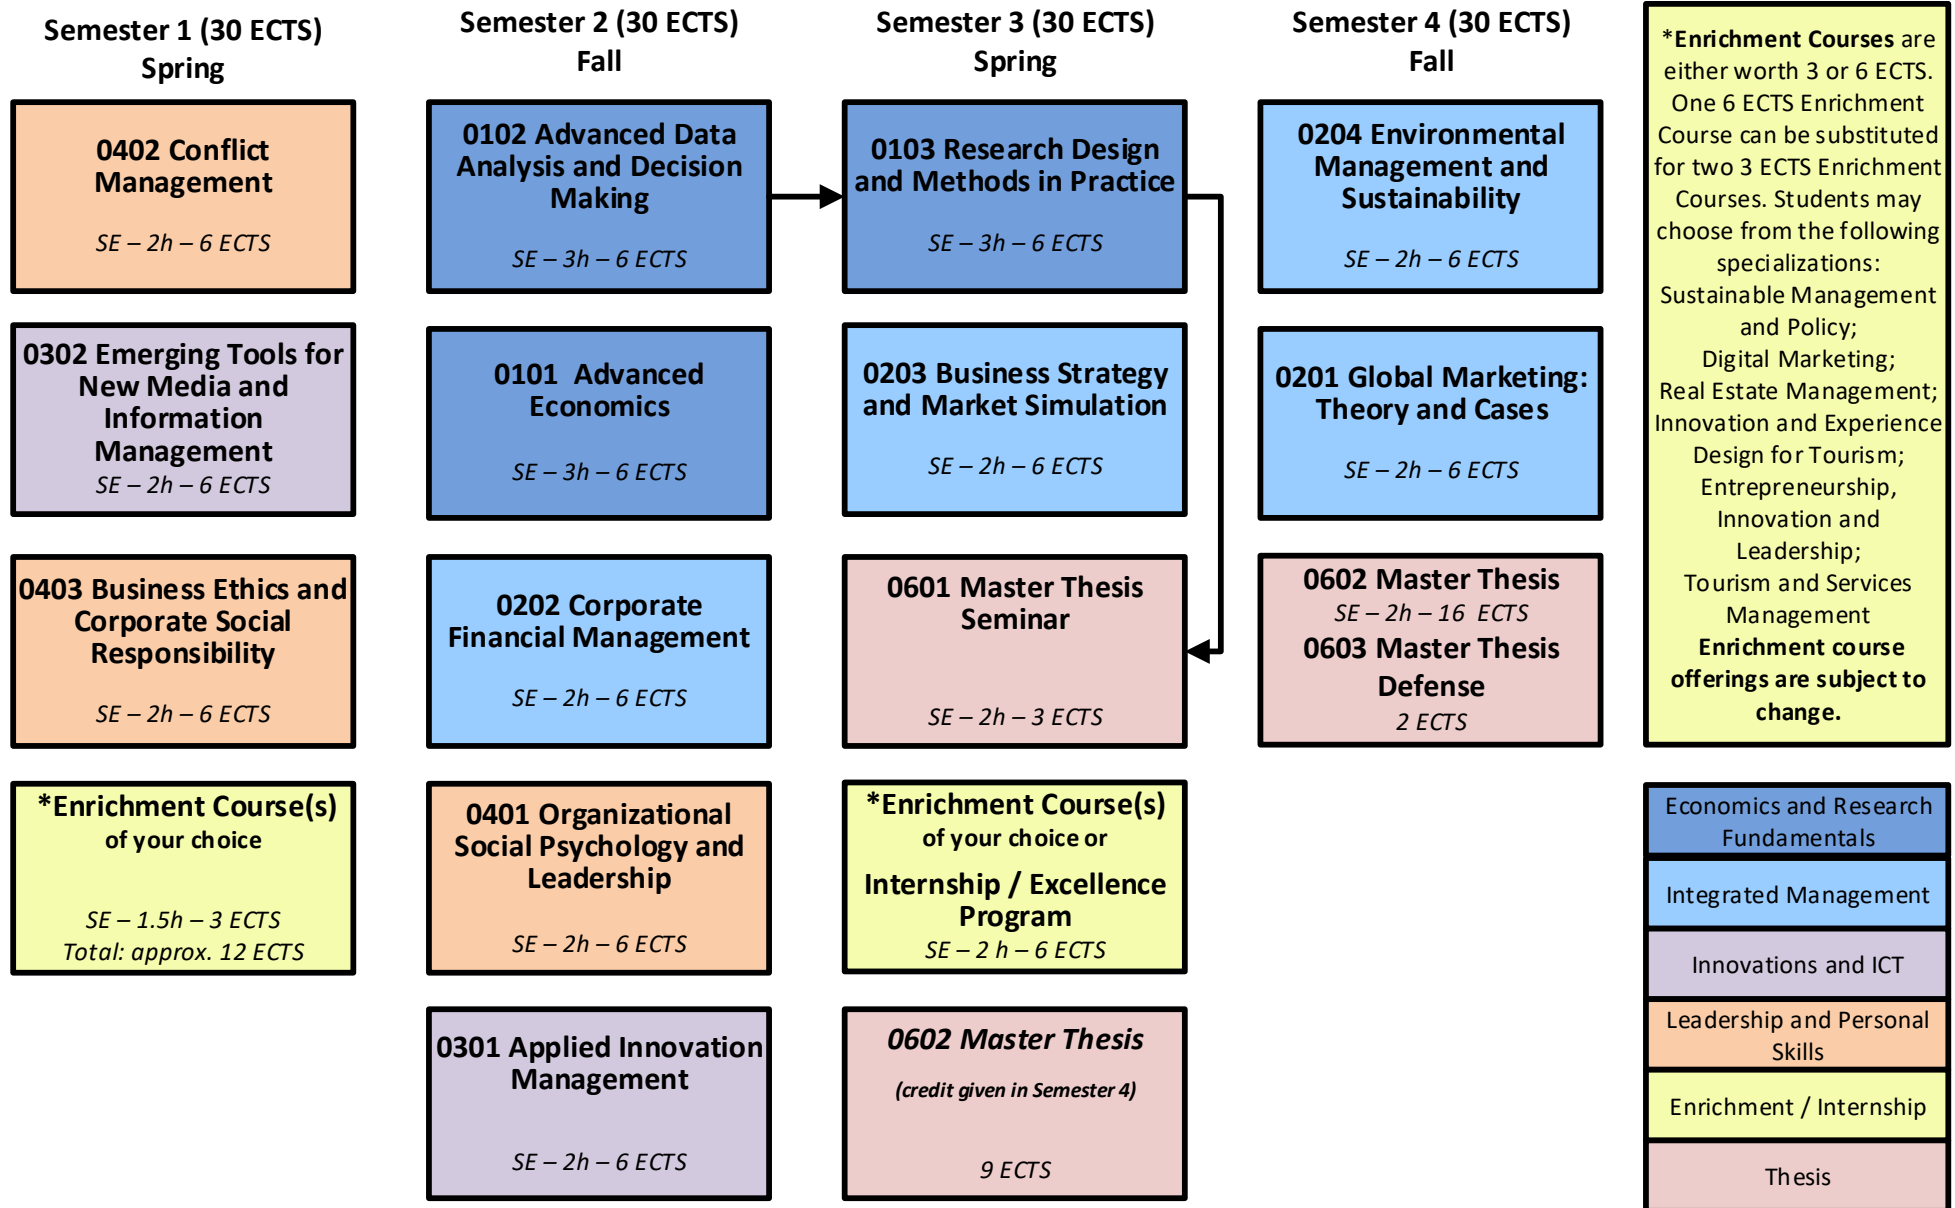 Semester 1 (30 ECTS)
Spring
0402 Conflict
Management
SE – 2h – 6 ECTS
0302 Emerging Tools for
New Media and
Information
Management
SE – 2h – 6 ECTS
0403 Business Ethics and
Corporate Social
Responsibility
SE – 2h – 6 ECTS
*Enrichment Course(s)
of your choice
SE – 1.5h – 3 ECTS
Total: approx. 12 ECTS
Semester 2 (30 ECTS)
Fall
0102 Advanced Data
Analysis and Decision
Making
SE – 3h – 6 ECTS
0101 Advanced
Economics
SE – 3h – 6 ECTS
0202 Corporate
Financial Management
SE – 2h – 6 ECTS
0401 Organizational
Social Psychology and
Leadership
SE – 2h – 6 ECTS
0301 Applied Innovation
Management
SE – 2h – 6 ECTS
Semester 3 (30 ECTS)
Spring
0103 Research Design
and Methods in Practice
SE – 3h – 6 ECTS
0203 Business Strategy
and Market Simulation
SE – 2h – 6 ECTS
0601 Master Thesis
Seminar
SE – 2h – 3 ECTS
*Enrichment Course(s)
of your choice or
Internship / Excellence
Program
SE – 2 h – 6 ECTS
0602 Master Thesis
(credit given in Semester 4)
9 ECTS
Semester 4 (30 ECTS)
Fall
0204 Environmental
Management and
Sustainability
SE – 2h – 6 ECTS
0201 Global Marketing:
Theory and Cases
SE – 2h – 6 ECTS
0602 Master Thesis
SE – 2h – 16 ECTS
0603 Master Thesis
Defense
2 ECTS
*Enrichment Courses are
either worth 3 or 6 ECTS.
One 6 ECTS Enrichment
Course can be substituted
for two 3 ECTS Enrichment
Courses. Students may
choose from the following
specializations:
Sustainable Management
and Policy;
Digital Marketing;
Real Estate Management;
Innovation and Experience
Design for Tourism;
Entrepreneurship,
Innovation and
Leadership;
Tourism and Services
Management
Enrichment course
offerings are subject to
change.
Economics and Research
Fundamentals
Integrated Management
Innovations and ICT
Leadership and Personal
Skills
Enrichment / Internship
Thesis